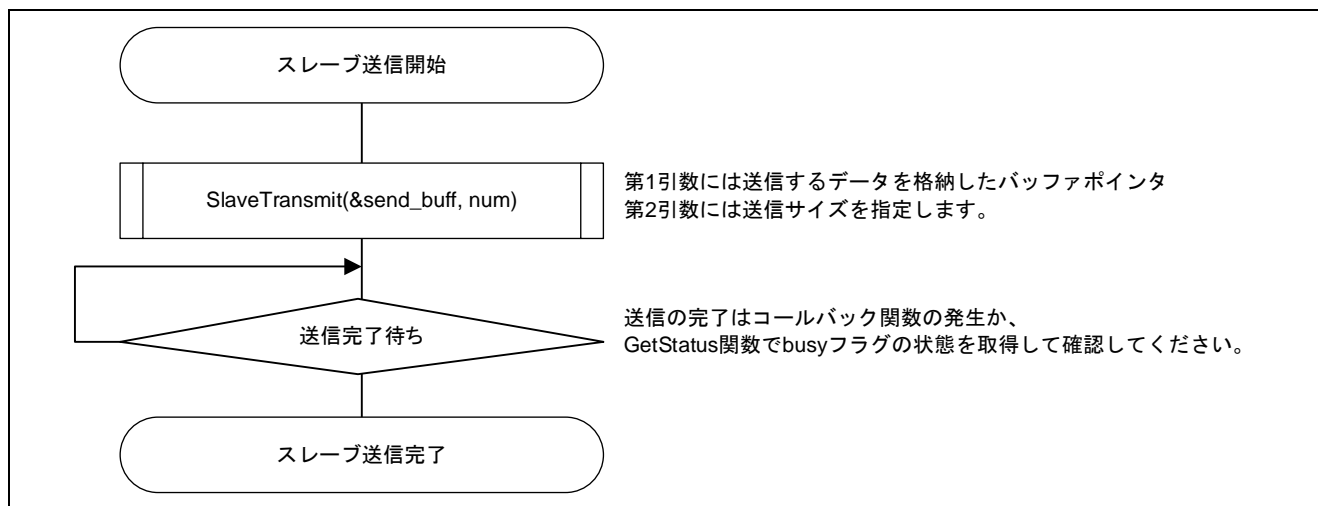 スレーブ送信開始
SlaveTransmit(&send_buff, num)
第1引数には送信するデータを格納したバッファポインタ
第2引数には送信サイズを指定します。
送信完了待ち
送信の完了はコールバック関数の発生か、
GetStatus関数でbusyフラグの状態を取得して確認してください。
スレーブ送信完了